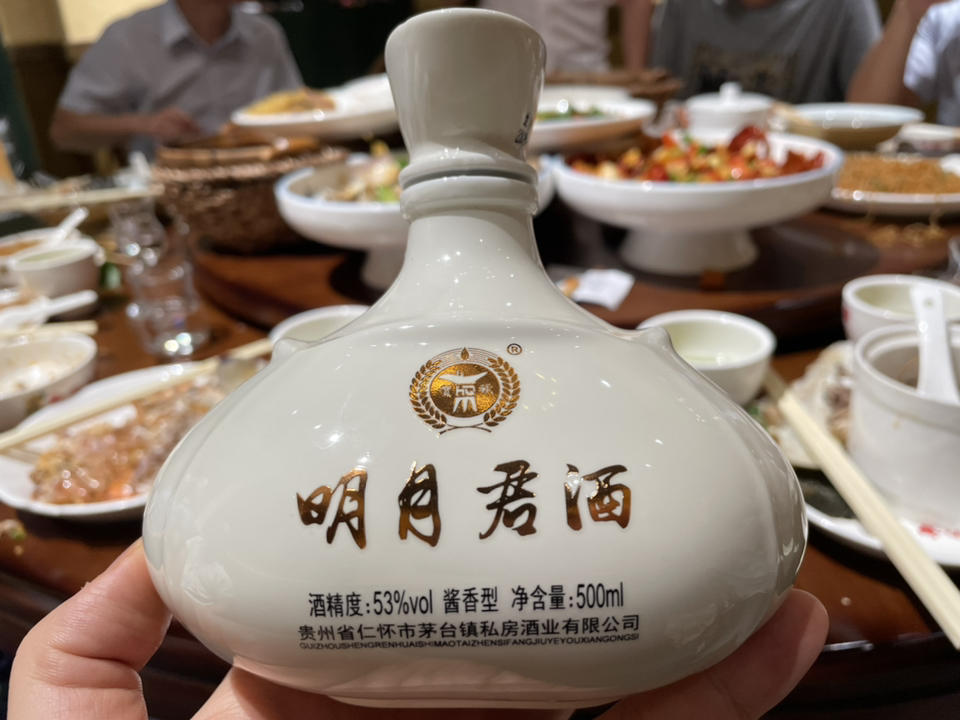 ®
HQ
明月君酒
酒精度:53%vol 酱香型 净含量:500ml
贵州省仁怀市茅台镇私房酒业有限公司
GUIZHOUSHENGRENHUAISHIMAOTAIZHENSIFANGJIUYEYOUXIANGONGSI